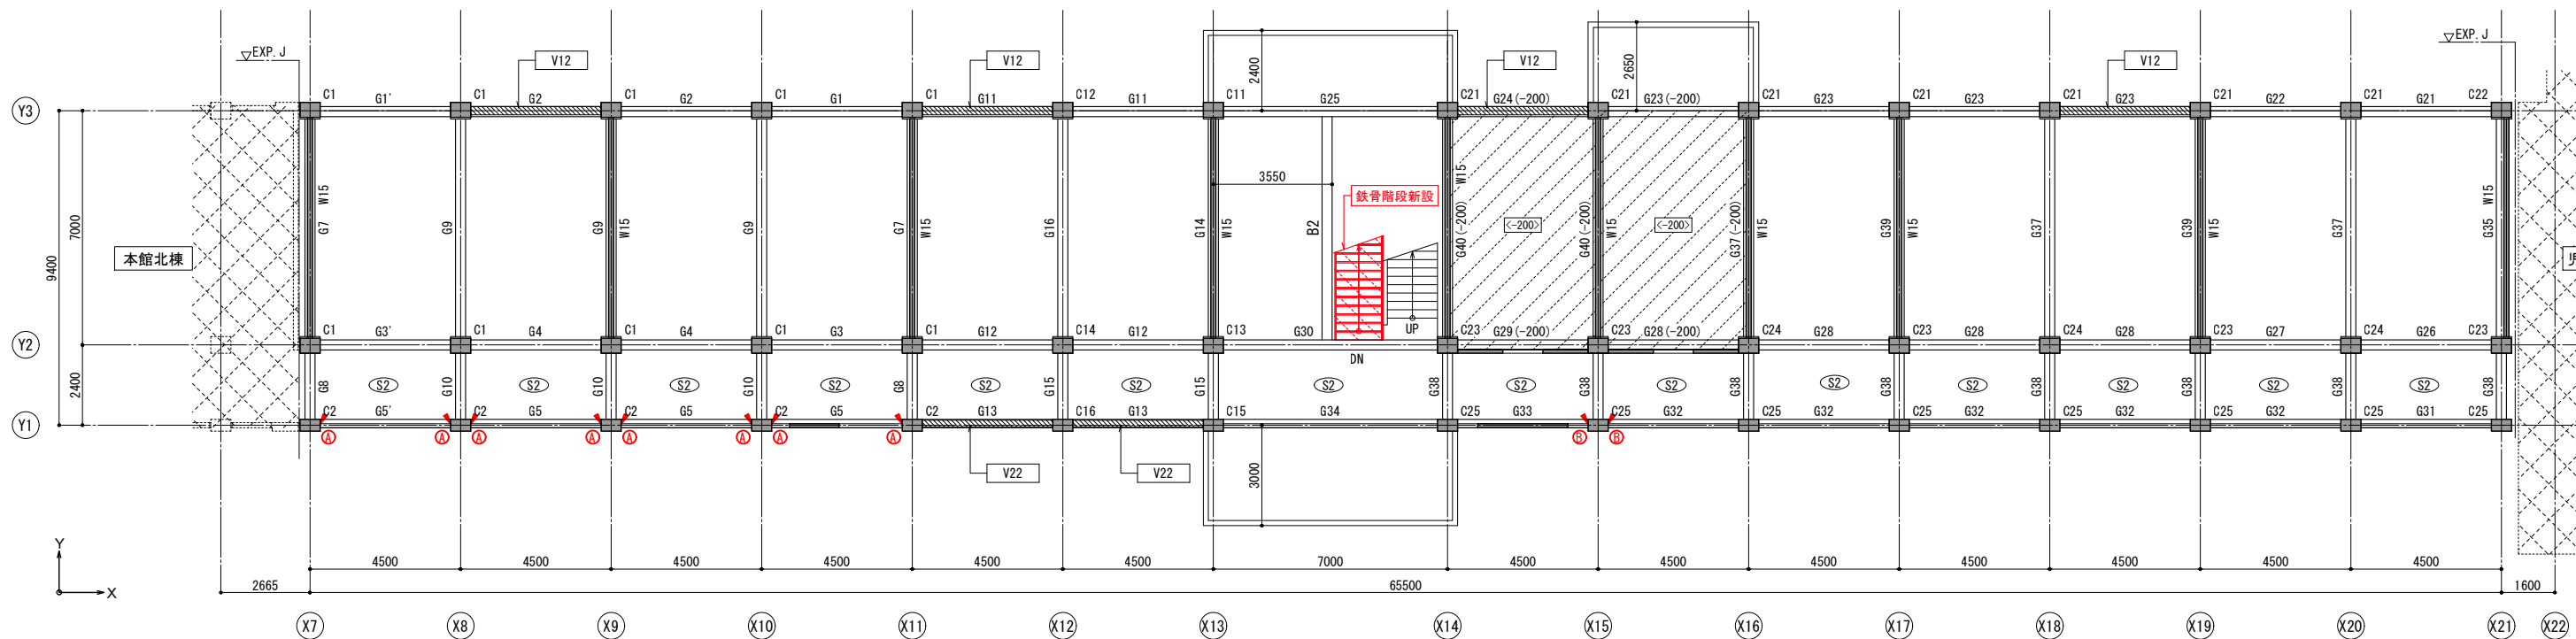 ▽EXP.J
V12
V12
2400
V12
2650
V12
▽EXP.J
Y3
C1 G1' C1 G2 C1 G2 C1 G1 C1 G11 C12 G11 C11 G25 C21 G24(-200) C21 G23(-200) C21 G23 C21 G23 C21 G23 C21 G22 C21 G21 C22
本館北棟
9400
7000
G7 W15 G9 G9 W15 G9 G7 W15 G16 G14 W15 B2 G40(-200) W15 G40(-200) W15 G37(-200) W15 G39 W15 G37 G39 W15 G37 G35 W15
3550
鉄骨階段新設
<-200>
<-200>
UP
DN
Y2
C1 G3' C1 G4 C1 G4 C1 G3 C1 G12 C14 G12 C13 G30 C23 G29(-200) C23 G28(-200) C24 G28 C23 G28 C24 G28 C23 G27 C24 G26 C23
2400
G8 S2 G10 S2 G10 S2 G10 S2 G8 S2 G15 S2 G15 S2 G38 S2 G38 S2 G38 S2 G38 S2 G38 S2 G38 S2 G38 S2 G38
Y1
C2 G5' C2 G5 C2 G5 C2 G5 C2 G13 C16 G13 C15 G34 C25 G33 C25 G32 C25 G32 C25 G32 C25 G32 C25 G31 C25
A A A A A A A A B B
V22
V22
3000
Y
X
4500 4500 4500 4500 4500 4500 7000 4500 4500 4500 4500 4500 4500 4500
2665 65500 1600
X7 X8 X9 X10 X11 X12 X13 X14 X15 X16 X17 X18 X19 X20 X21 X22